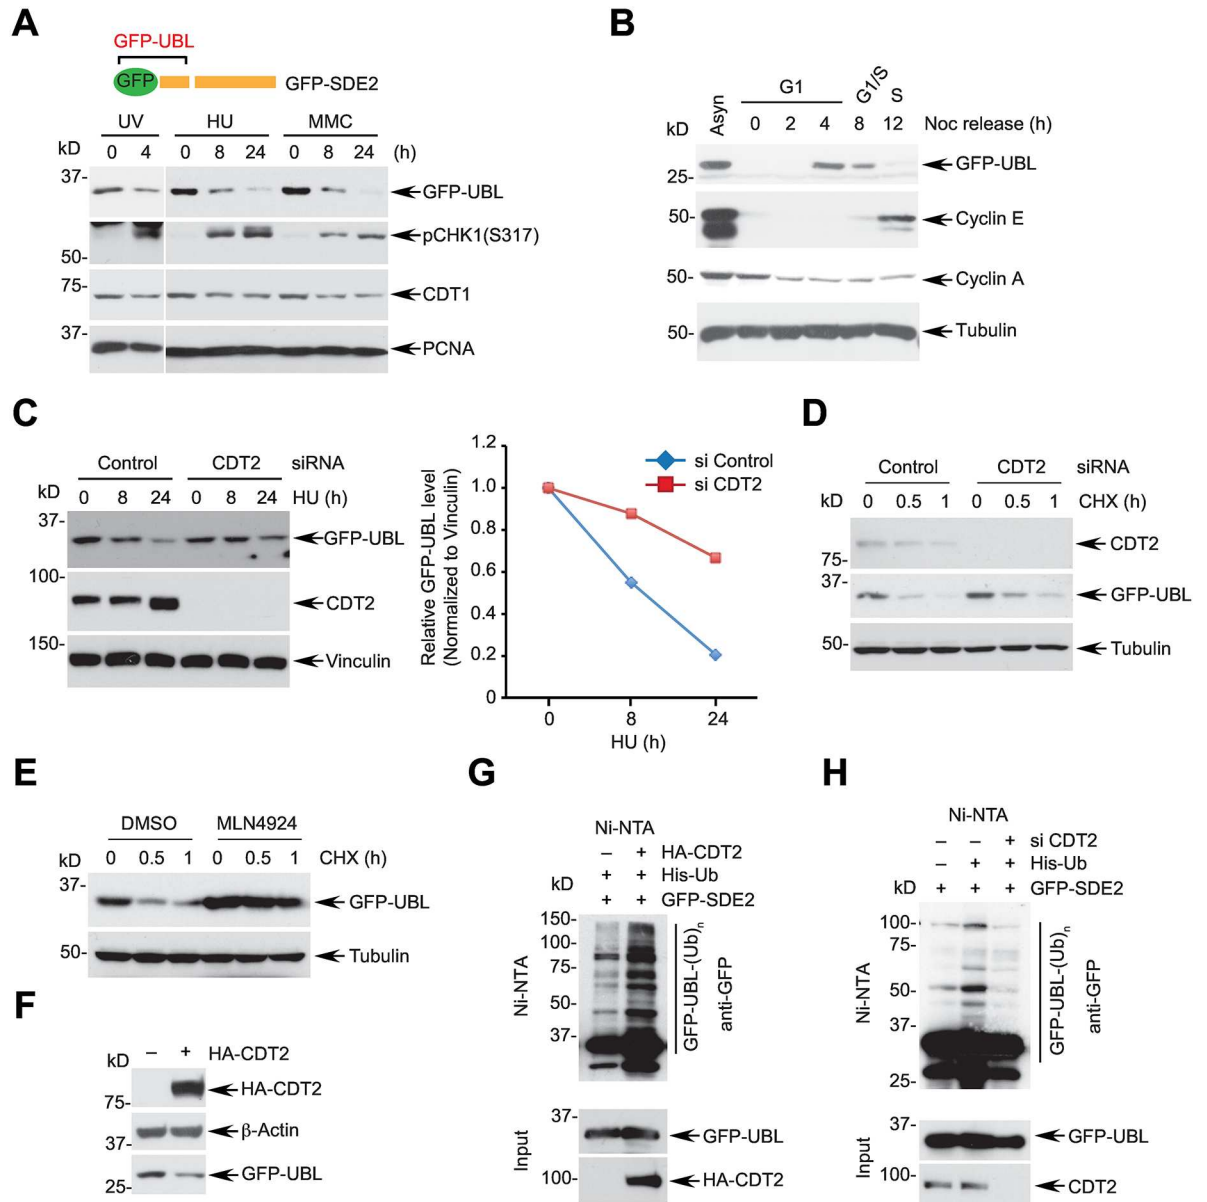 A
GFP-UBL
GFP
GFP-SDE2
UV HU MMC
kD 0 4 0 8 24 0 8 24 (h)
37-
GFP-UBL
pCHK1(S317)
50-
75-
CDT1
37-
PCNA
B
G1 G1/S S
kD Asyn 0 2 4 8 12 Noc release (h)
GFP-UBL
25-
50- Cyclin E
50- Cyclin A
50- Tubulin
C
Control CDT2 siRNA
kD 0 8 24 0 8 24 HU (h)
37-
GFP-UBL
100-
CDT2
150-
Vinculin
Relative GFP-UBL level
(Normalized to Vinculin)
1.2
1.0
0.8
0.6
0.4
0.2
0
si Control
si CDT2
0 8 24
HU (h)
D
Control CDT2 siRNA
kD 0 0.5 1 0 0.5 1 CHX (h)
CDT2
75-
37-
GFP-UBL
50-
Tubulin
E
DMSO MLN4924
kD 0 0.5 1 0 0.5 1 CHX (h)
37-
GFP-UBL
50- Tubulin
F
kD – + HA-CDT2
HA-CDT2
75-
β-Actin
37-
GFP-UBL
25-
G
Ni-NTA
– + HA-CDT2
+ + His-Ub
kD + + GFP-SDE2
150-
100-
75-
50-
37-
Ni-NTA
GFP-UBL-(Ub)n
anti-GFP
37-
GFP-UBL
100- HA-CDT2
Input
H
Ni-NTA
– – + si CDT2
– + + His-Ub
kD + + + GFP-SDE2
100-
75-
50-
37-
25-
Ni-NTA
GFP-UBL-(Ub)n
anti-GFP
37-
GFP-UBL
100- CDT2
Input